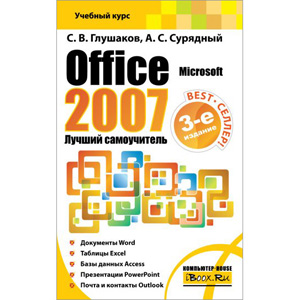 Учебный курс
С. В. Глушаков, А. С. Сурядный
Office Microsoft
2007
BEST-СЕЛЛЕР!
3-е
издание
Лучший самоучитель
Документы Word
Таблицы Excel
Базы данных Access
Презентации PowerPoint
Почта и контакты Outlook
КОМПЬЮТЕР-HOUSE
iBOOX.RU